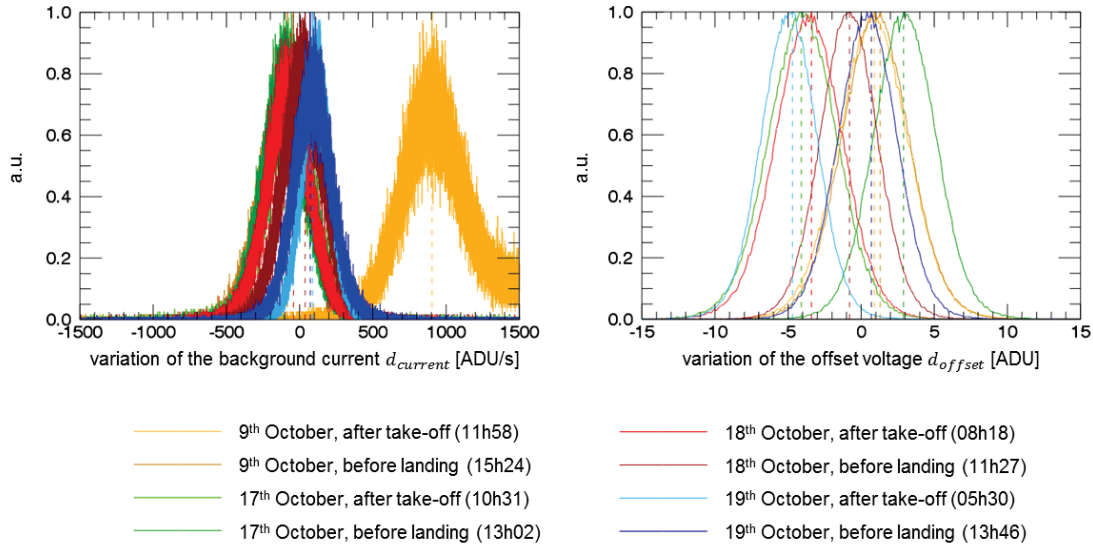 1.0
0.8
0.6
0.4
0.2
0.0
a.u.
-1500 -1000 -500 0 500 1000 1500
variation of the background current d_current [ADU/s]
1.0
0.8
0.6
0.4
0.2
0.0
a.u.
-15 -10 -5 0 5 10 15
variation of the offset voltage d_offset [ADU]
9th October, after take-off (11h58)
9th October, before landing (15h24)
17th October, after take-off (10h31)
17th October, before landing (13h02)
18th October, after take-off (08h18)
18th October, before landing (11h27)
19th October, after take-off (05h30)
19th October, before landing (13h46)